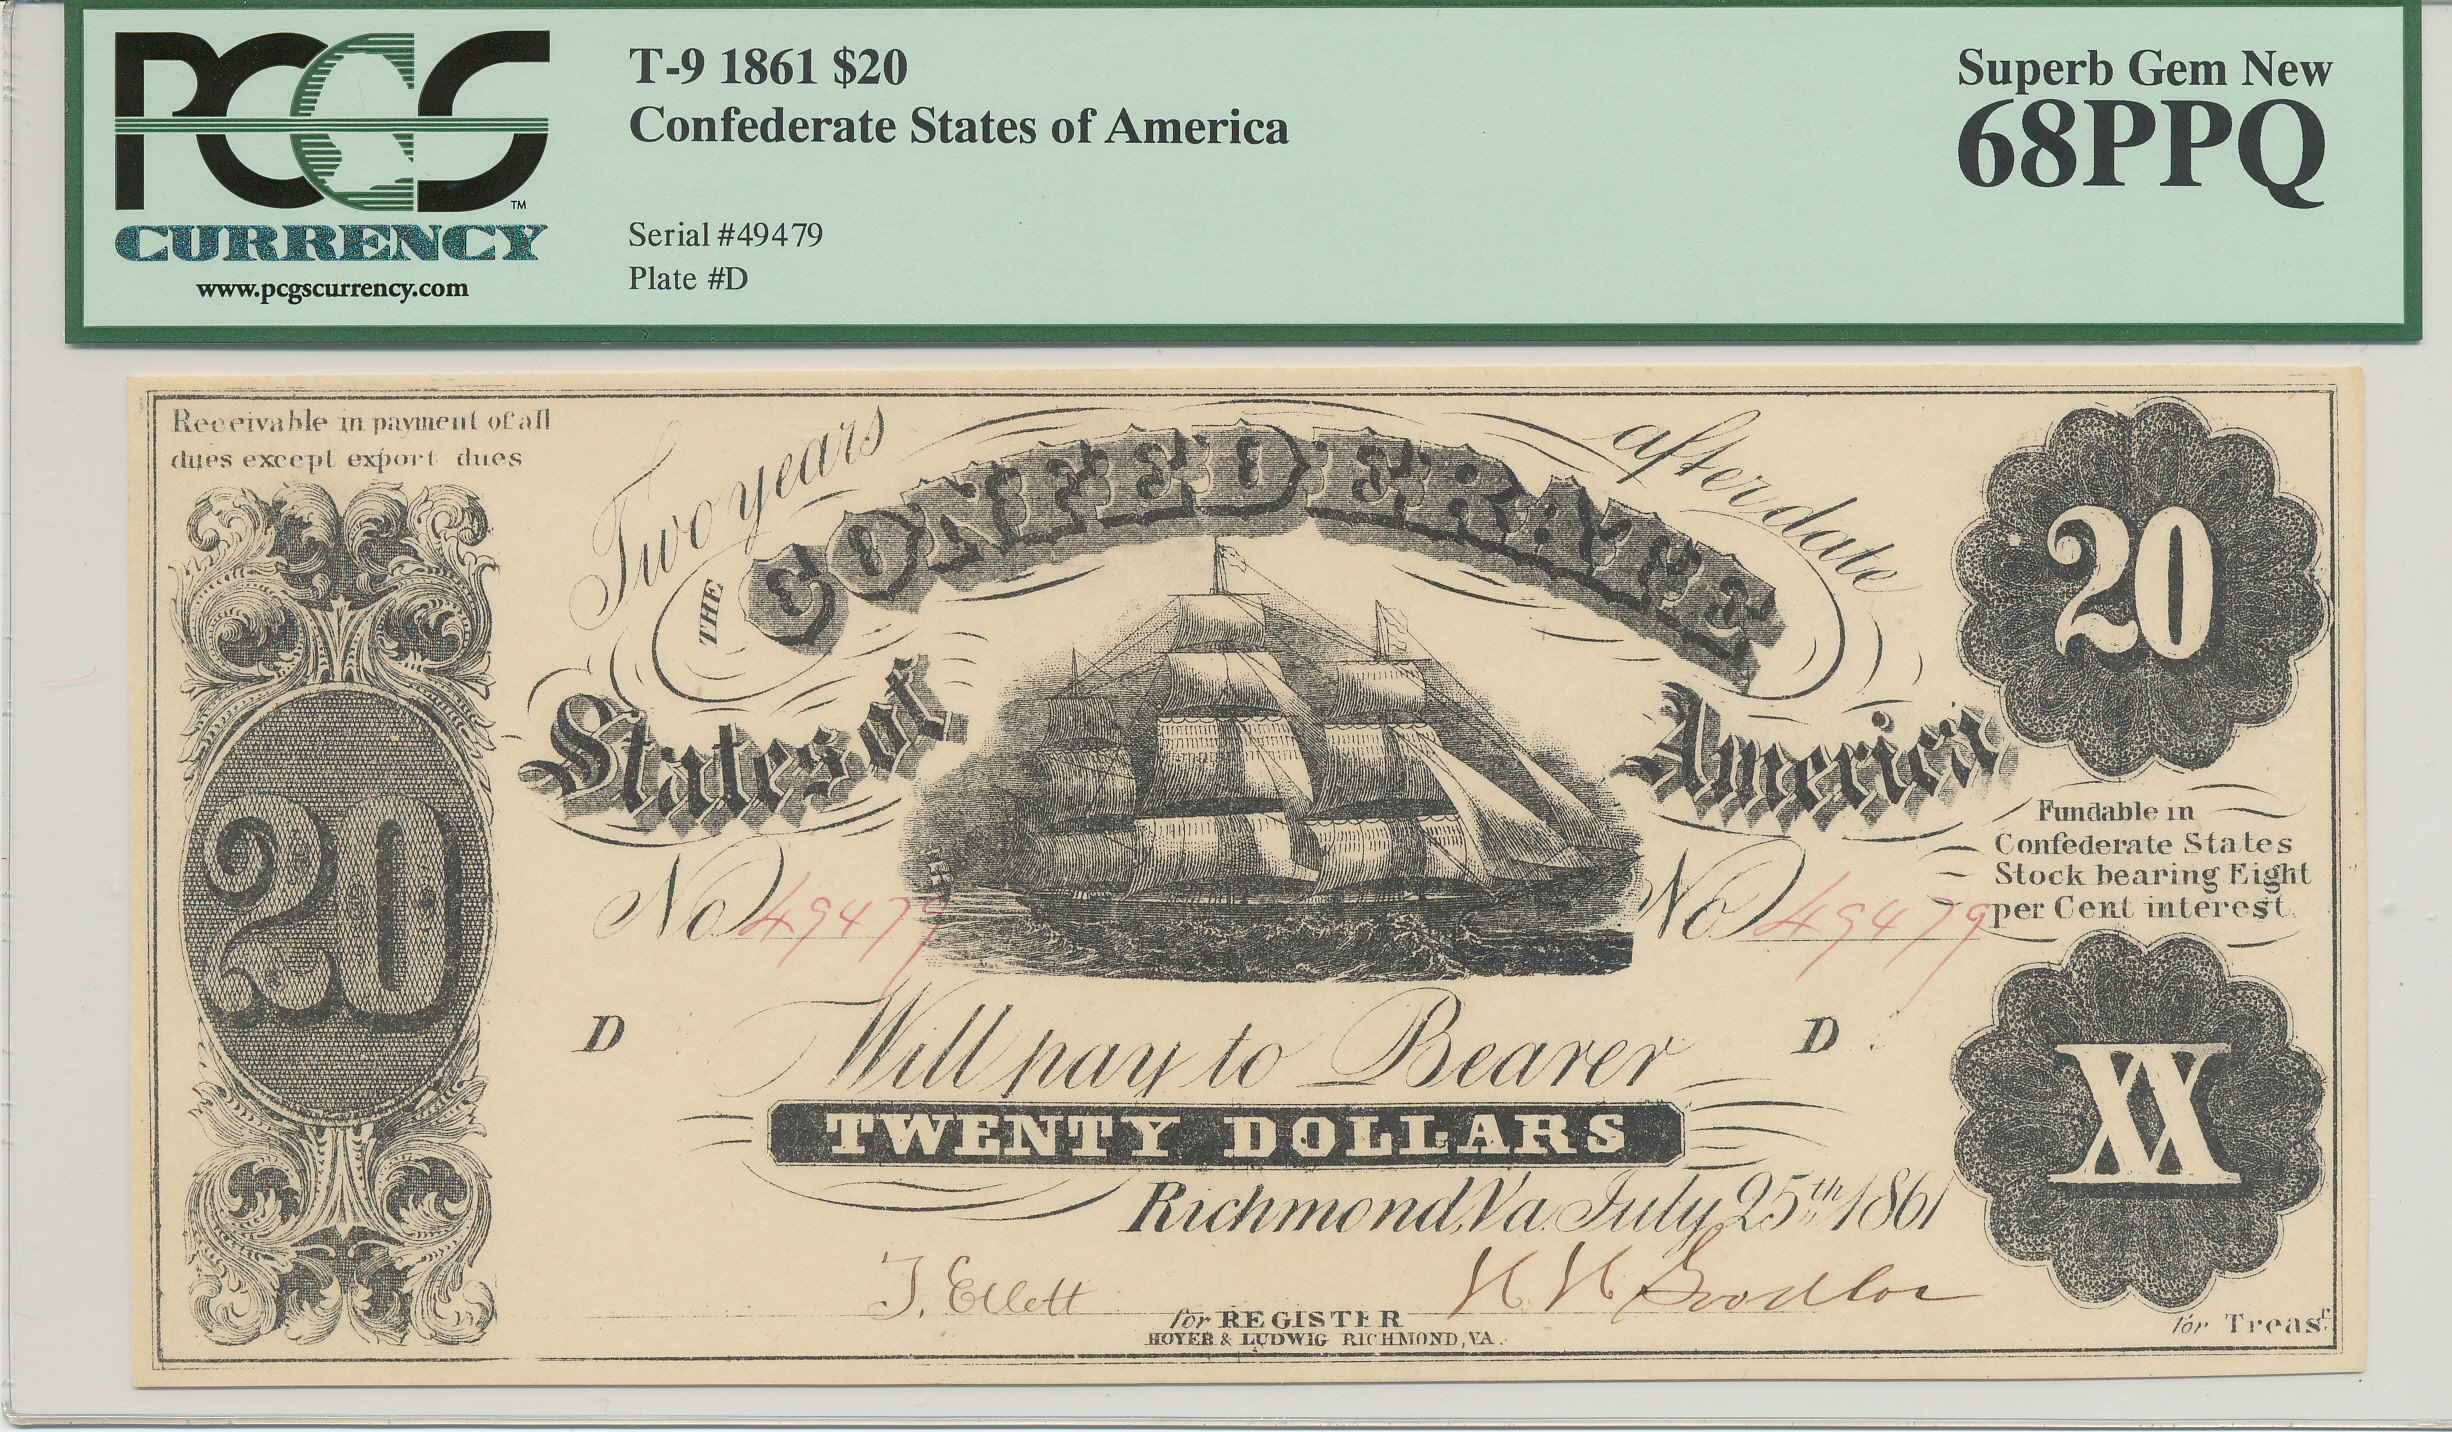 PCGS
TM
CURRENCY
www.pcgscurrency.com
T-9 1861 $20
Confederate States of America
Serial #49479
Plate #D
Superb Gem New
68PPQ
Receivable in payment of all
dues except export dues
Two years after date
THE CONFEDERATE
States of America
20
20
Fundable in
Confederate States
Stock bearing Eight
per Cent interest.
No 49479 No 49479
D D
Will pay to Bearer
XX
TWENTY DOLLARS
Richmond, Va. July 25th 1861
T. Ellett
for REGISTER
for Treasr.
HOYER & LUDWIG RICHMOND, VA.